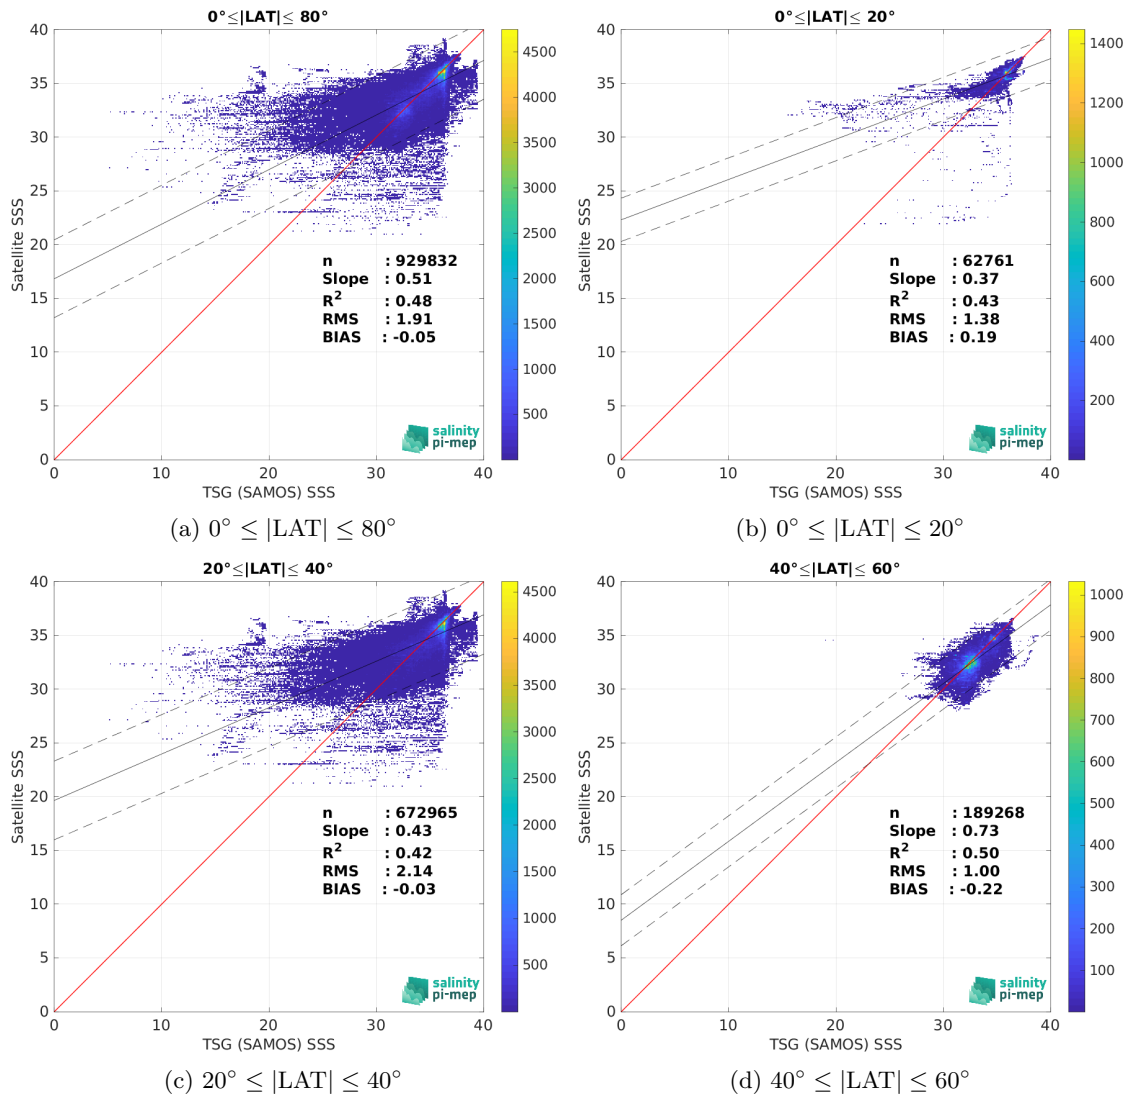 0°≤|LAT|≤ 80°
40
35
30
25
20
15
10
5
0
Satellite SSS
0
10
20
30
40
TSG (SAMOS) SSS
n : 929832
Slope : 0.51
R² : 0.48
RMS : 1.91
BIAS : -0.05
salinity
pi-mep
4500
4000
3500
3000
2500
2000
1500
1000
500
(a) 0° ≤ |LAT| ≤ 80°
0°≤|LAT|≤ 20°
40
35
30
25
20
15
10
5
0
Satellite SSS
0
10
20
30
40
TSG (SAMOS) SSS
n : 62761
Slope : 0.37
R² : 0.43
RMS : 1.38
BIAS : 0.19
salinity
pi-mep
1400
1200
1000
800
600
400
200
(b) 0° ≤ |LAT| ≤ 20°
20°≤|LAT|≤ 40°
40
35
30
25
20
15
10
5
0
Satellite SSS
0
10
20
30
40
TSG (SAMOS) SSS
n : 672965
Slope : 0.43
R² : 0.42
RMS : 2.14
BIAS : -0.03
salinity
pi-mep
4500
4000
3500
3000
2500
2000
1500
1000
500
(c) 20° ≤ |LAT| ≤ 40°
40°≤|LAT|≤ 60°
40
35
30
25
20
15
10
5
0
Satellite SSS
0
10
20
30
40
TSG (SAMOS) SSS
n : 189268
Slope : 0.73
R² : 0.50
RMS : 1.00
BIAS : -0.22
salinity
pi-mep
1000
900
800
700
600
500
400
300
200
100
(d) 40° ≤ |LAT| ≤ 60°